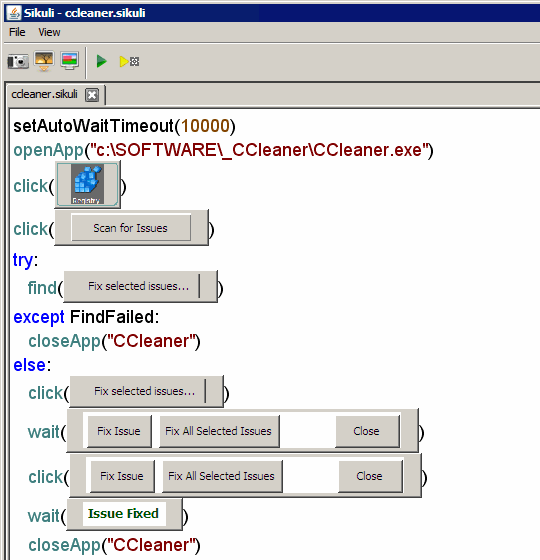 Sikuli - ccleaner.sikuli
File View
ccleaner.sikuli
setAutoWaitTimeout(10000)
openApp("c:\SOFTWARE\_CCleaner\CCleaner.exe")
click( Registry )
click( Scan for Issues )
try:
find( Fix selected issues... )
except FindFailed:
closeApp("CCleaner")
else:
click( Fix selected issues... )
wait( Fix Issue Fix All Selected Issues Close )
click( Fix Issue Fix All Selected Issues Close )
wait( Issue Fixed )
closeApp("CCleaner")